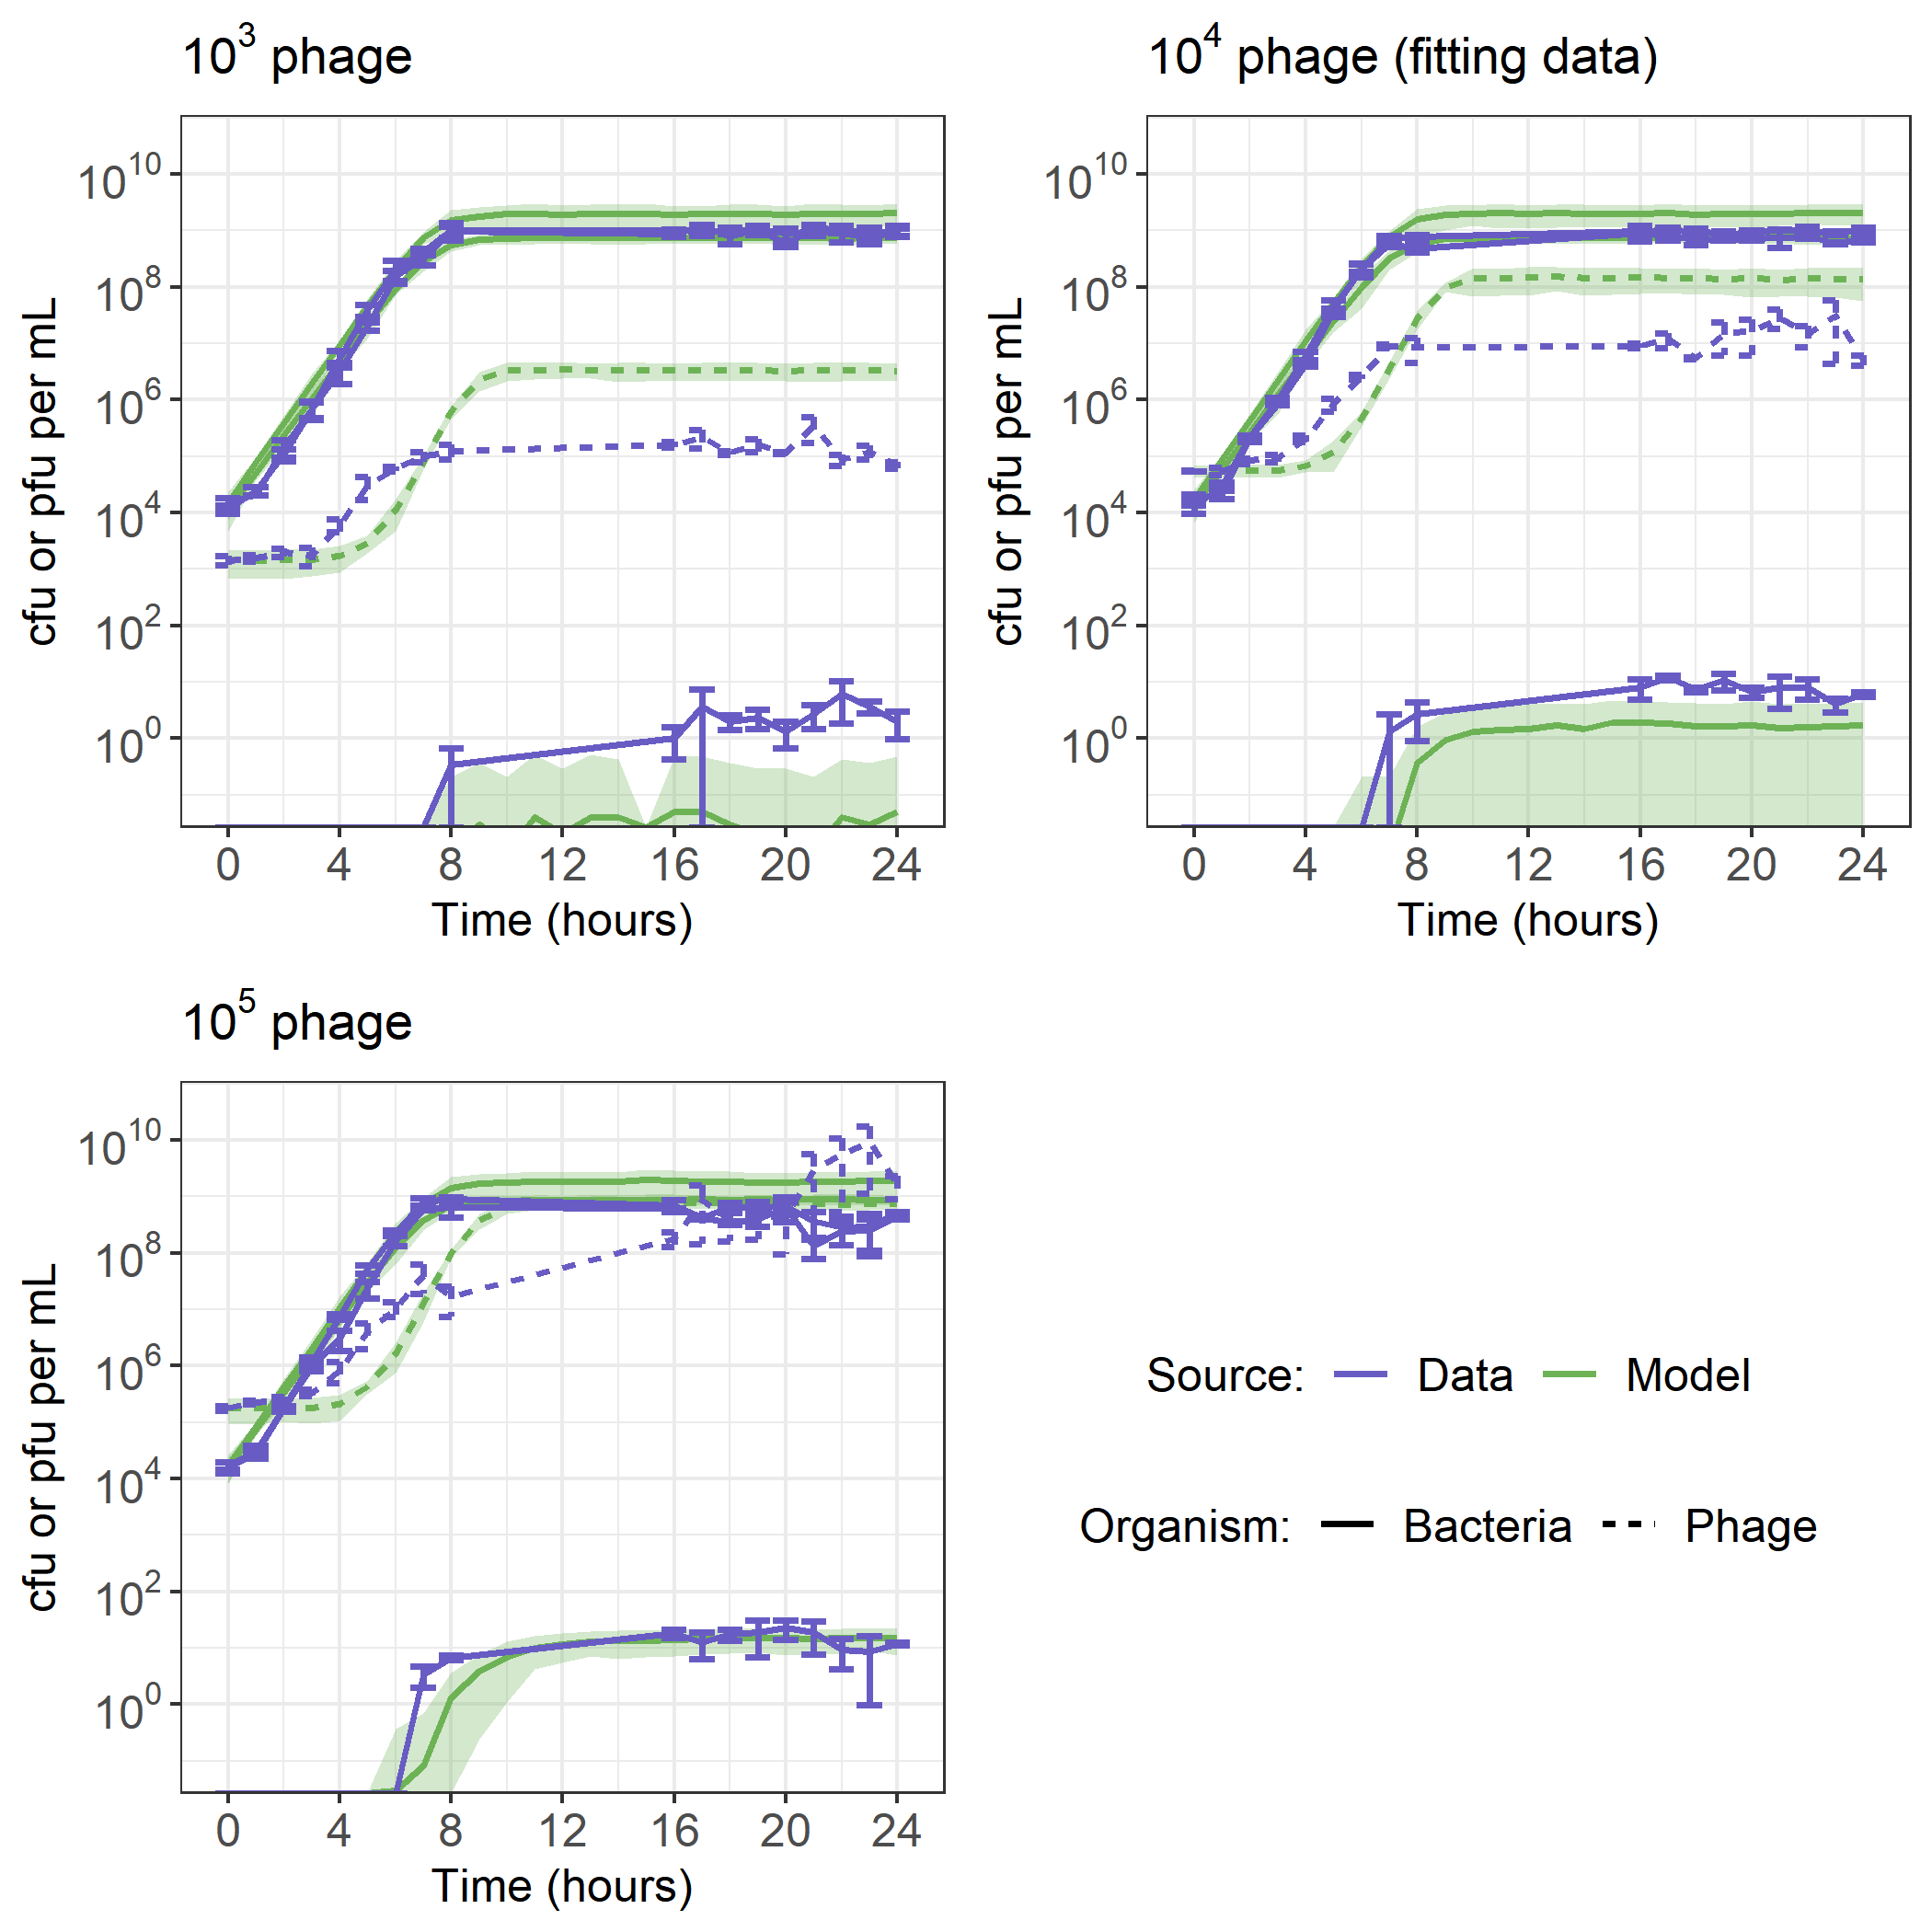 10³ phage
10⁴ phage (fitting data)
cfu or pfu per mL
10¹⁰
10⁸
10⁶
10⁴
10²
10⁰
0 4 8 12 16 20 24
Time (hours)
cfu or pfu per mL
10¹⁰
10⁸
10⁶
10⁴
10²
10⁰
0 4 8 12 16 20 24
Time (hours)
10⁵ phage
cfu or pfu per mL
10¹⁰
10⁸
10⁶
10⁴
10²
10⁰
0 4 8 12 16 20 24
Time (hours)
Source: Data Model
Organism: Bacteria Phage